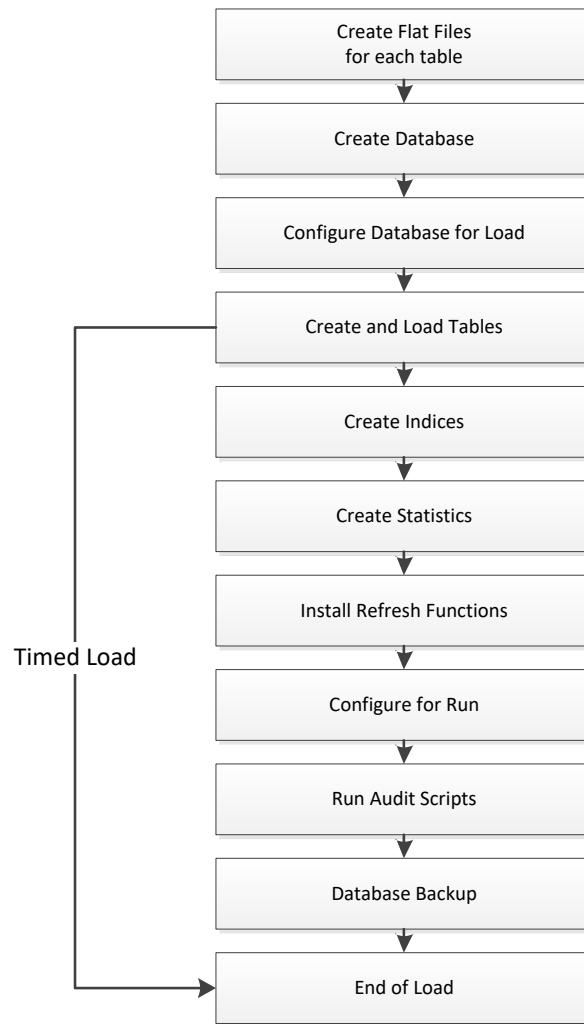 Create Flat Files
for each table
Create Database
Configure Database for Load
Create and Load Tables
Create Indices
Create Statistics
Install Refresh Functions
Timed Load
Configure for Run
Run Audit Scripts
Database Backup
End of Load